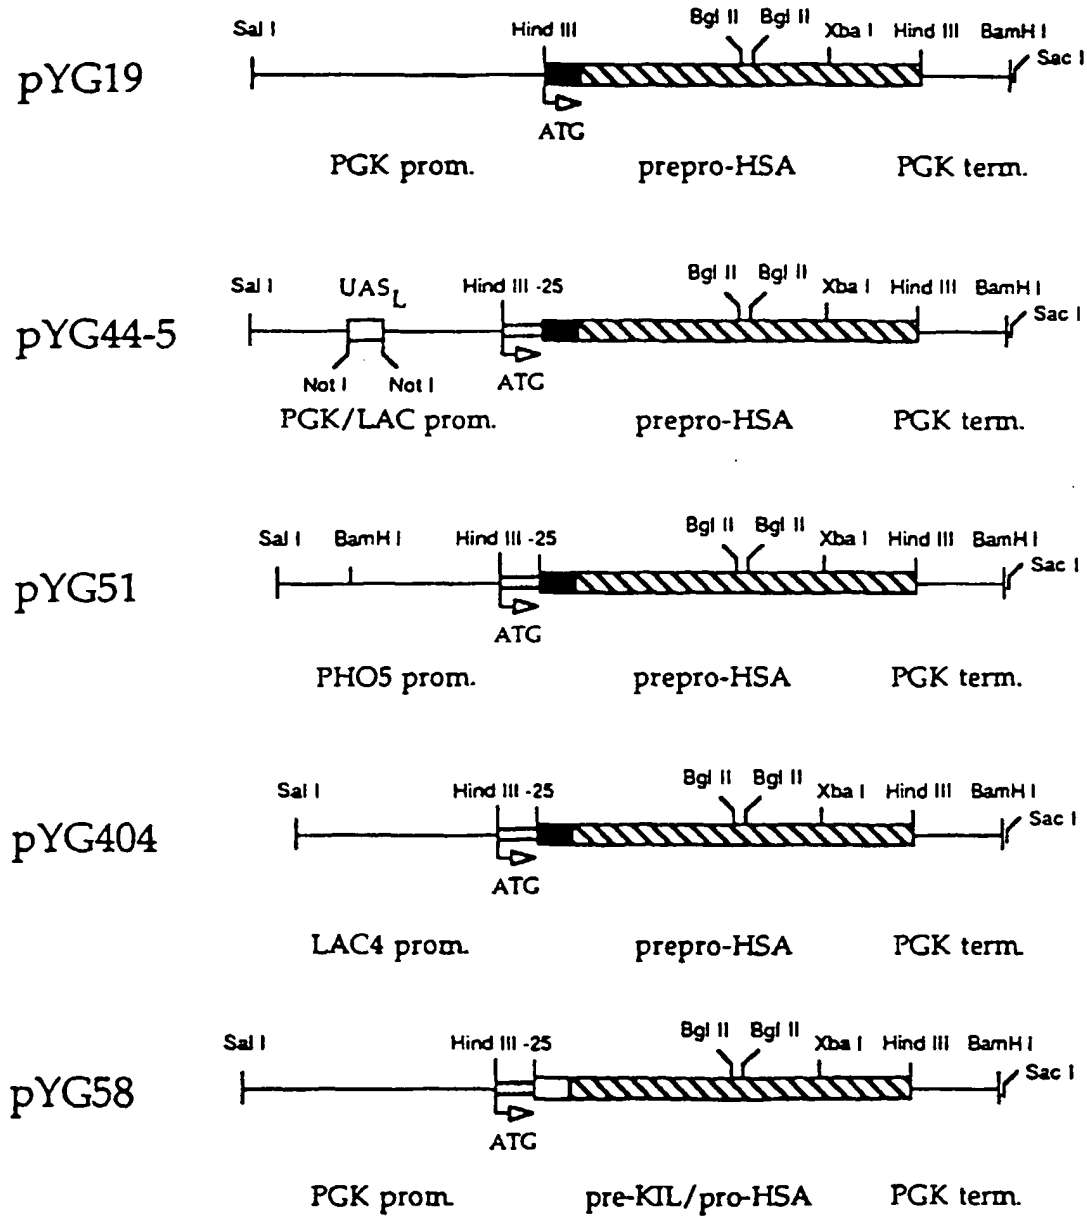 pYG19
Sal I Hind III Bgl II Bgl II Xba I Hind III BamH I Sac I
ATG
PGK prom. prepro-HSA PGK term.
pYG44-5
Sal I UASL Hind III -25 Bgl II Bgl II Xba I Hind III BamH I Sac I
Not I Not I ATG
PGK/LAC prom. prepro-HSA PGK term.
pYG51
Sal I BamH I Hind III -25 Bgl II Bgl II Xba I Hind III BamH I Sac I
ATG
PHO5 prom. prepro-HSA PGK term.
pYG404
Sal I Hind III -25 Bgl II Bgl II Xba I Hind III BamH I Sac I
ATG
LAC4 prom. prepro-HSA PGK term.
pYG58
Sal I Hind III -25 Bgl II Bgl II Xba I Hind III BamH I Sac I
ATG
PGK prom. pre-KIL/pro-HSA PGK term.